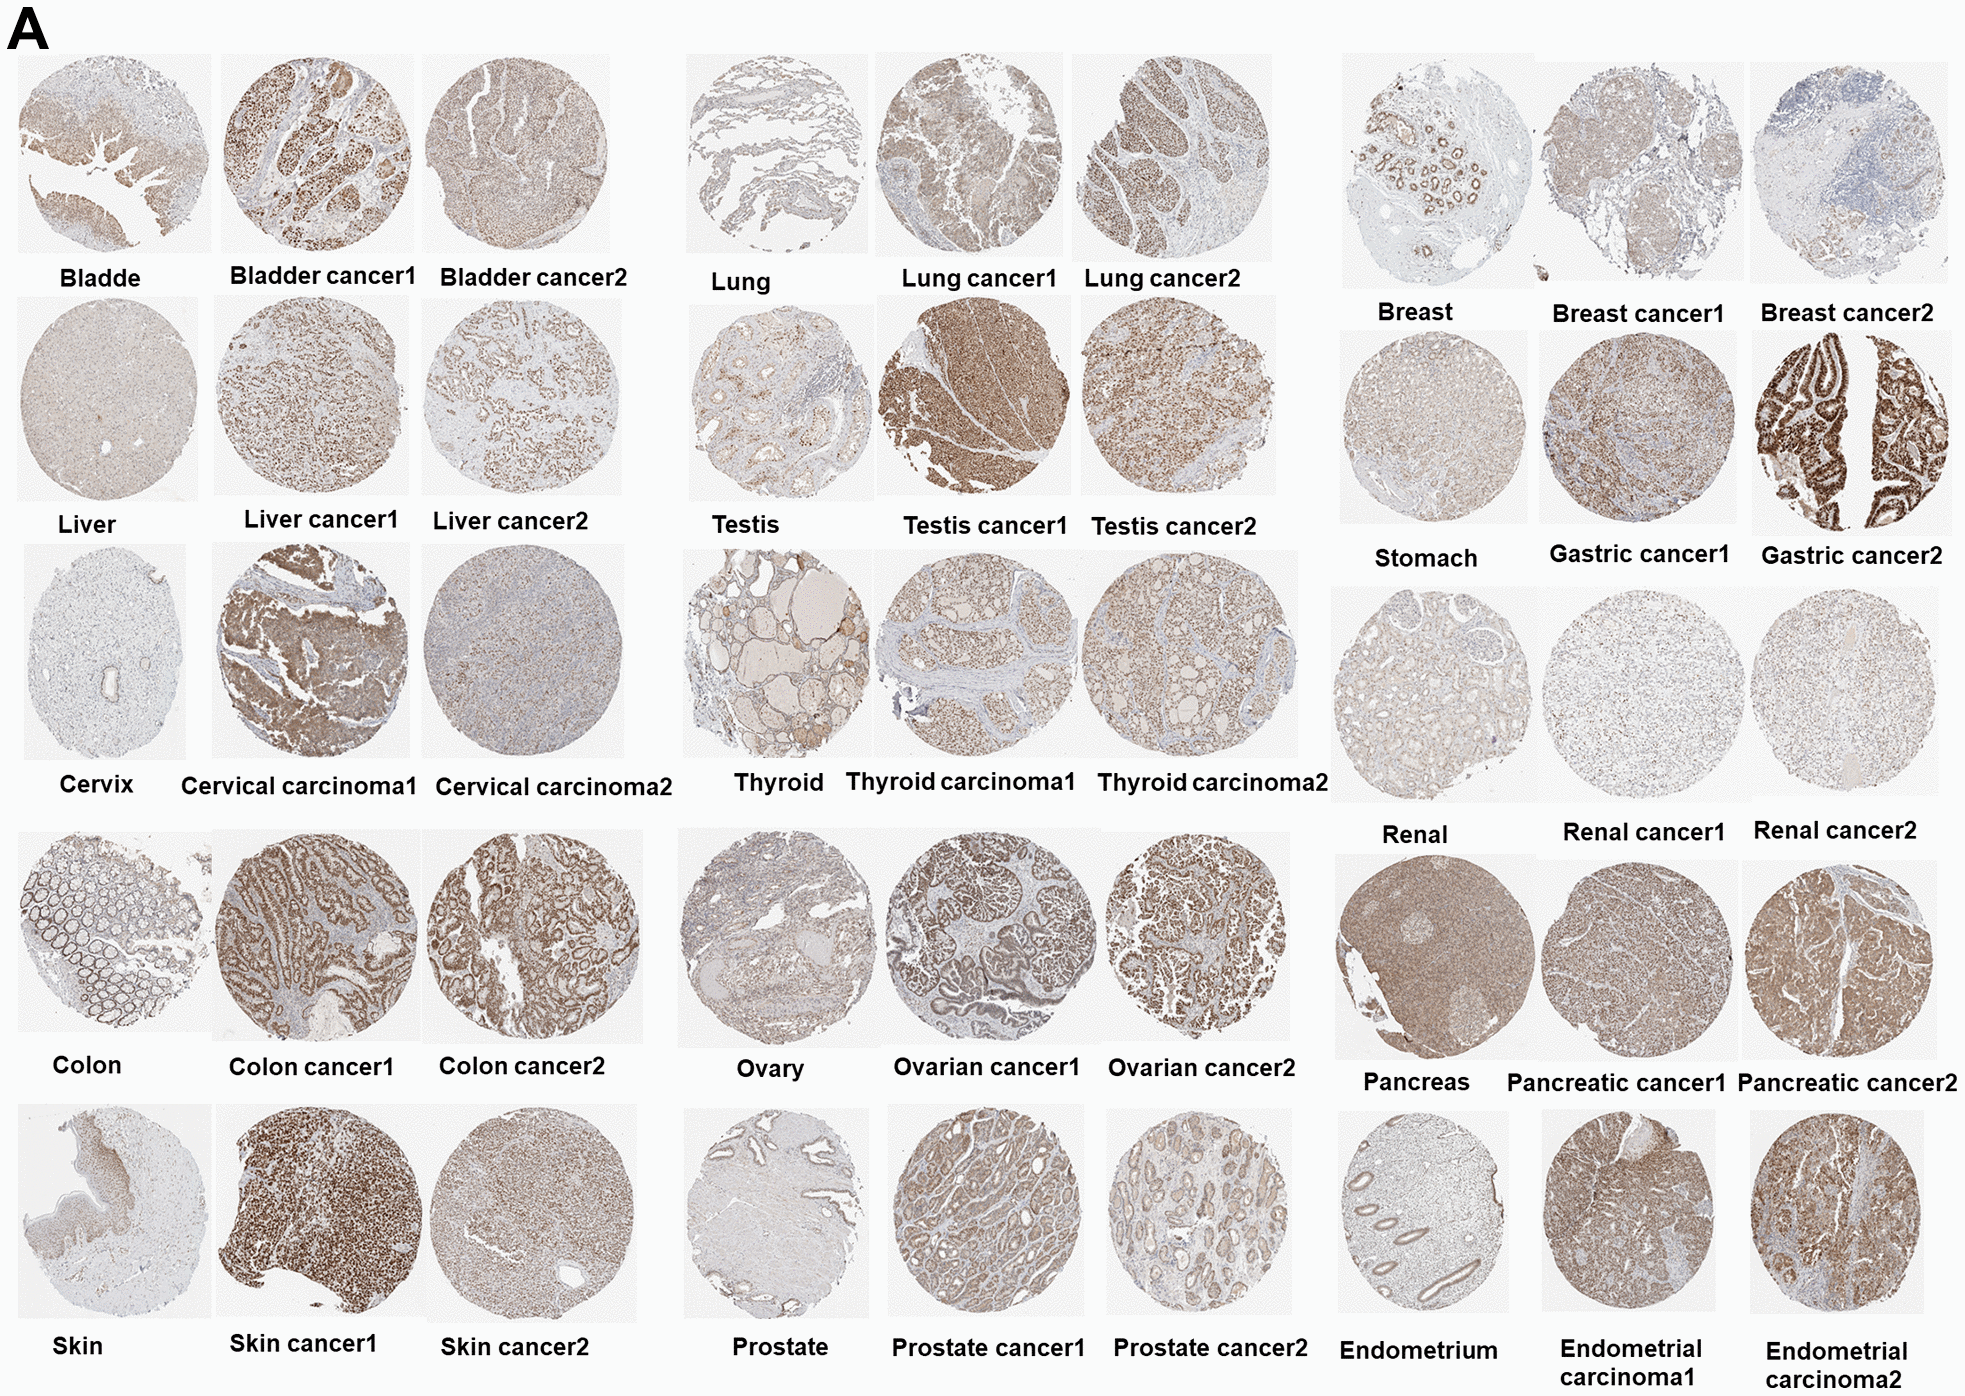 A
Bladde
Bladder cancer1
Bladder cancer2
Lung
Lung cancer1
Lung cancer2
Breast
Breast cancer1
Breast cancer2
Liver
Liver cancer1
Liver cancer2
Testis
Testis cancer1
Testis cancer2
Stomach
Gastric cancer1
Gastric cancer2
Cervix
Cervical carcinoma1
Cervical carcinoma2
Thyroid
Thyroid carcinoma1
Thyroid carcinoma2
Renal
Renal cancer1
Renal cancer2
Colon
Colon cancer1
Colon cancer2
Ovary
Ovarian cancer1
Ovarian cancer2
Pancreas
Pancreatic cancer1
Pancreatic cancer2
Skin
Skin cancer1
Skin cancer2
Prostate
Prostate cancer1
Prostate cancer2
Endometrium
Endometrial
carcinoma1
Endometrial
carcinoma2